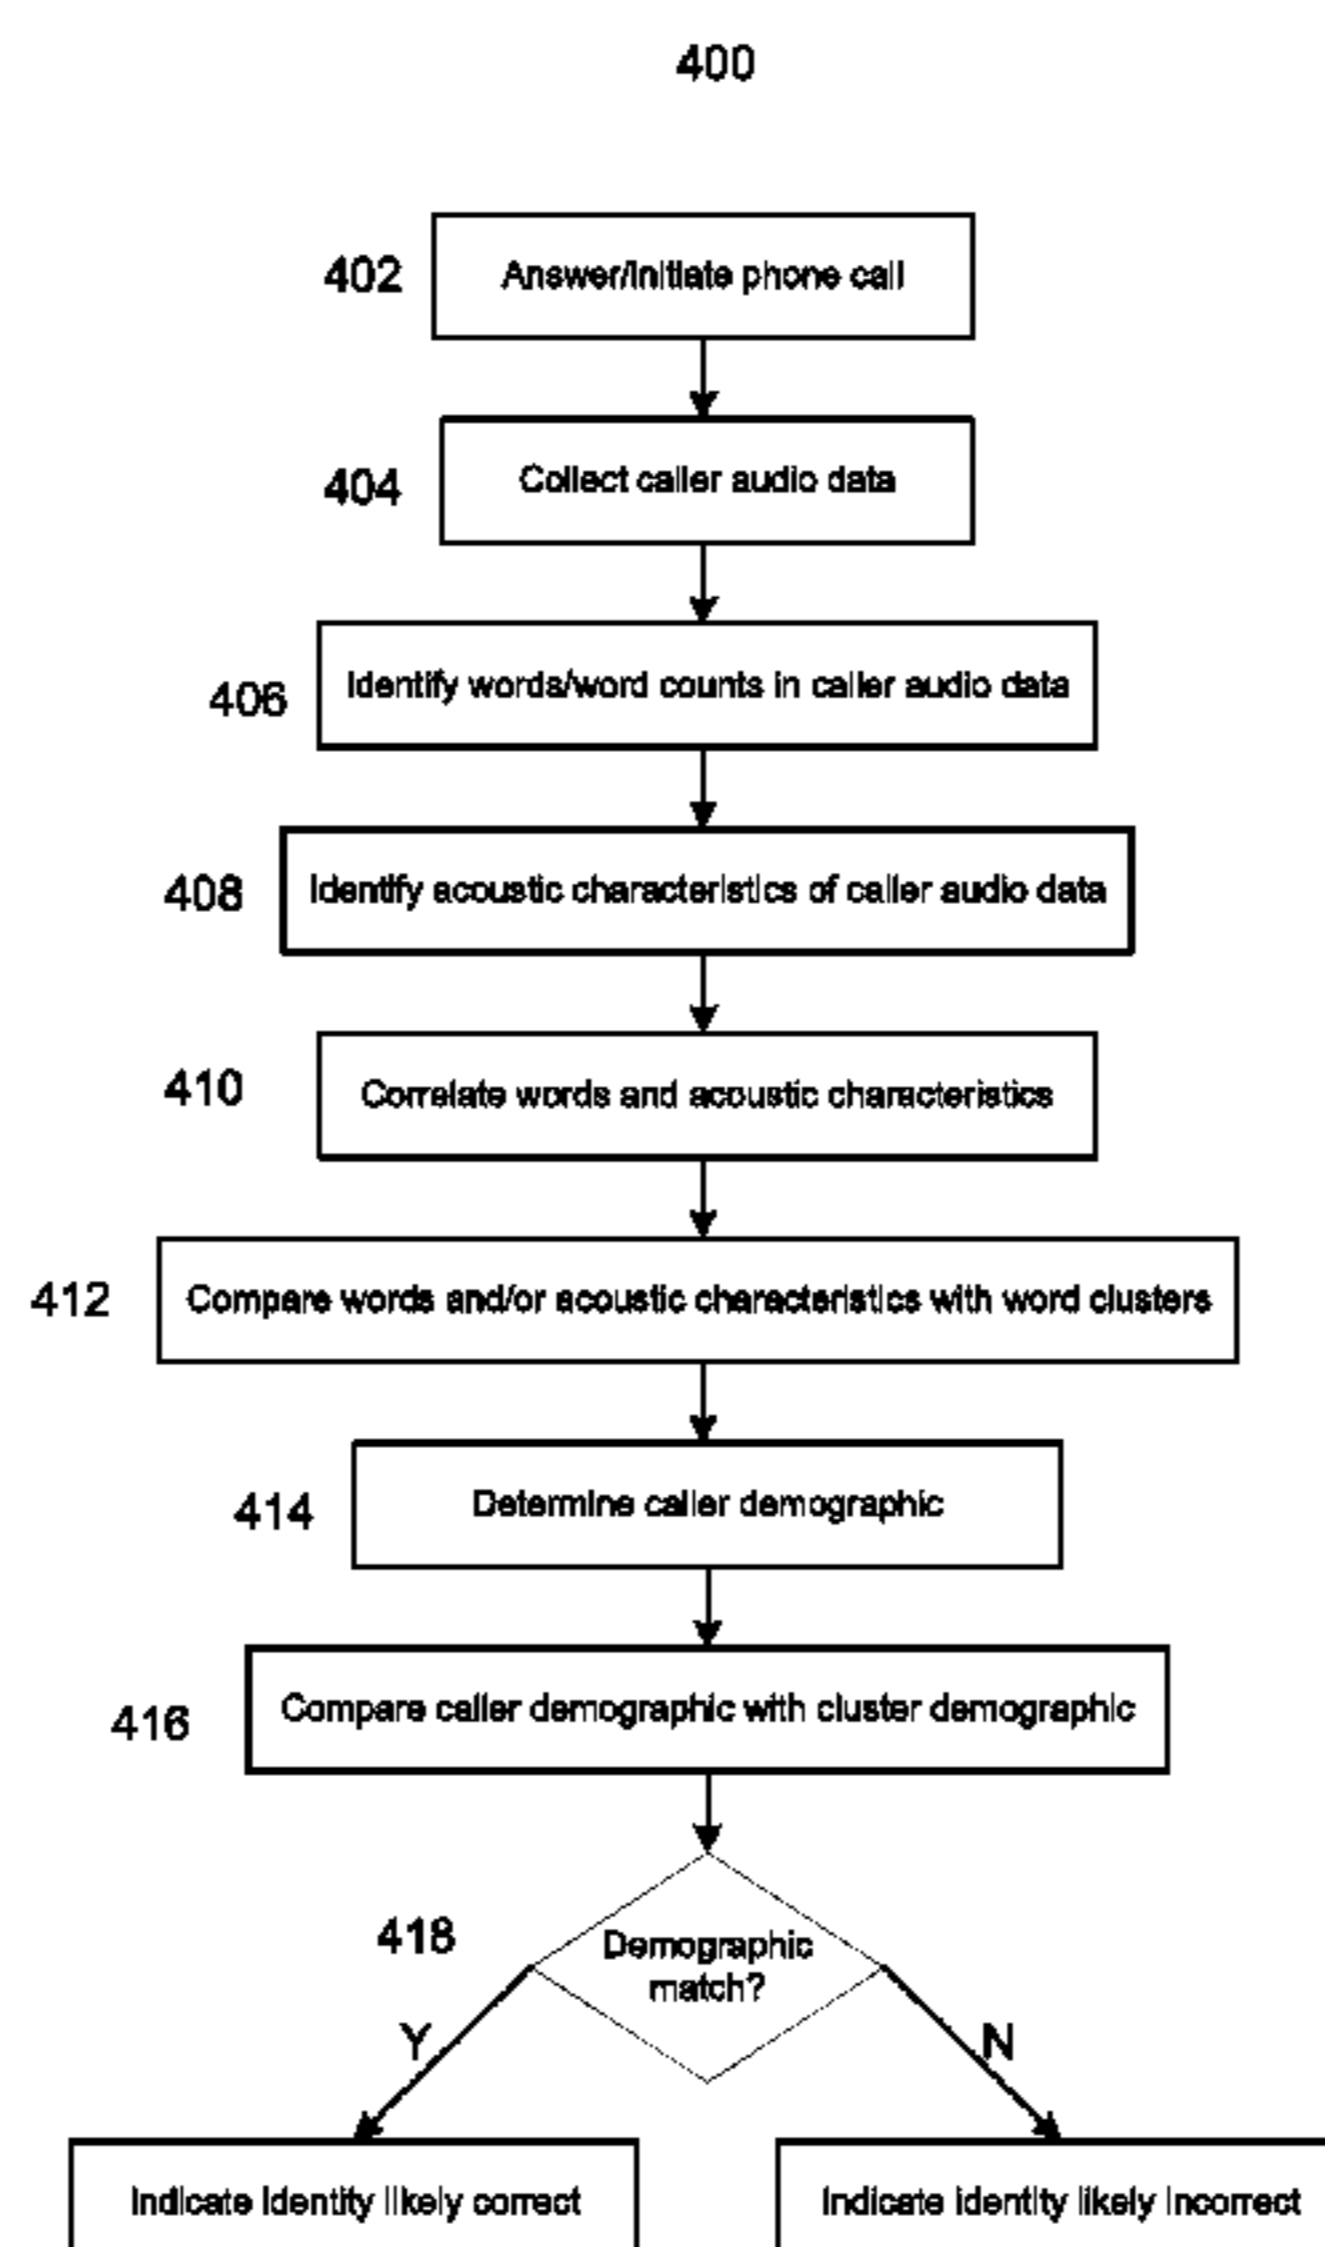 400
402
Answer/initiate phone call
404
Collect caller audio data
406
Identify words/word counts in caller audio data
408
Identify acoustic characteristics of caller audio data
410
Correlate words and acoustic characteristics
412
Compare words and/or acoustic characteristics with word clusters
414
Determine caller demographic
416
Compare caller demographic with cluster demographic
418
Demographic
match?
Y
N
Indicate identity likely correct
Indicate identity likely incorrect